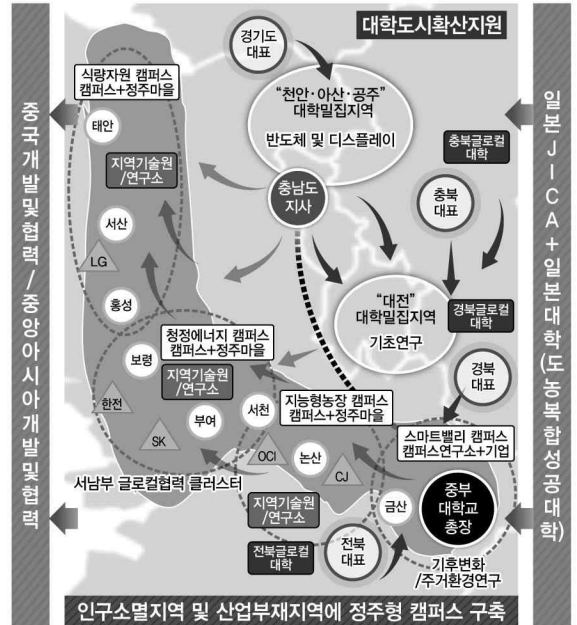 대학도시확산지원
경기도
대표
식량자원 캠퍼스
캠퍼스+정주마을
"천안·아산·공주"
대학밀집지역
반도체 및 디스플레이
태안
지역기술원
/연구소
충남도
지사
충북글로컬
대학
충북
대표
서산
LG
홍성
"대전"
대학밀집지역
기초연구
경북글로컬
대학
청정에너지 캠퍼스
캠퍼스+정주마을
보령
지역기술원
/연구소
경북
대표
지능형농장 캠퍼스
캠퍼스+정주마을
한전
부여
서천
스마트밸리 캠퍼스
캠퍼스연구소+기업
SK
OCI
논산
CJ
서남부 글로컬협력 클러스터
금산
중부
대학교
총장
지역기술원
/연구소
전북글로컬
대학
전북
대표
기후변화
/주거환경연구
인구소멸지역 및 산업부재지역에 정주형 캠퍼스 구축
중국개발및협력/중앙아시아개발및협력
일본JICA+일본대학(도농복합성공대학)